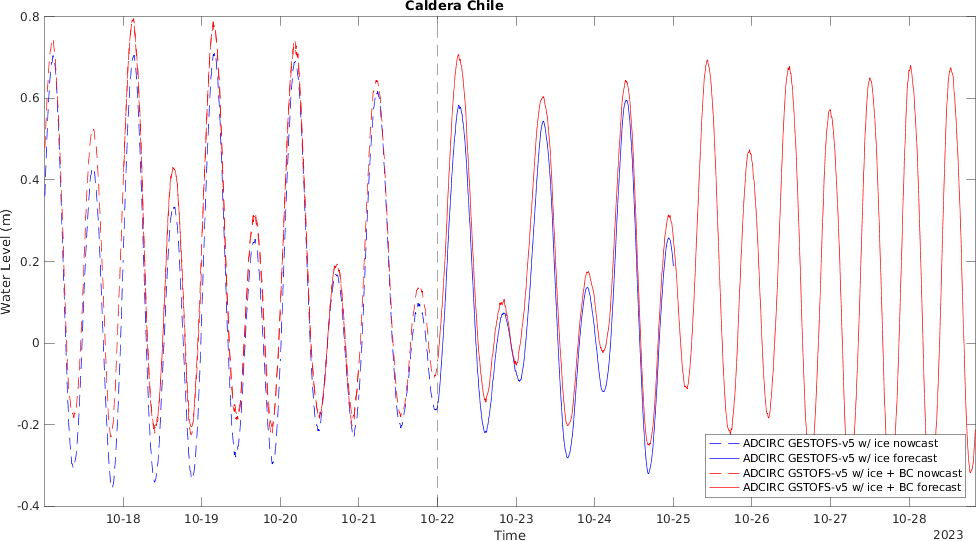 Caldera Chile
0.8
0.6
0.4
0.2
0
-0.2
-0.4
Water Level (m)
10-18 10-19 10-20 10-21 10-22 10-23 10-24 10-25 10-26 10-27 10-28
Time
2023
ADCIRC GESTOFS-v5 w/ ice nowcast
ADCIRC GESTOFS-v5 w/ ice forecast
ADCIRC GSTOFS-v5 w/ ice + BC nowcast
ADCIRC GSTOFS-v5 w/ ice + BC forecast